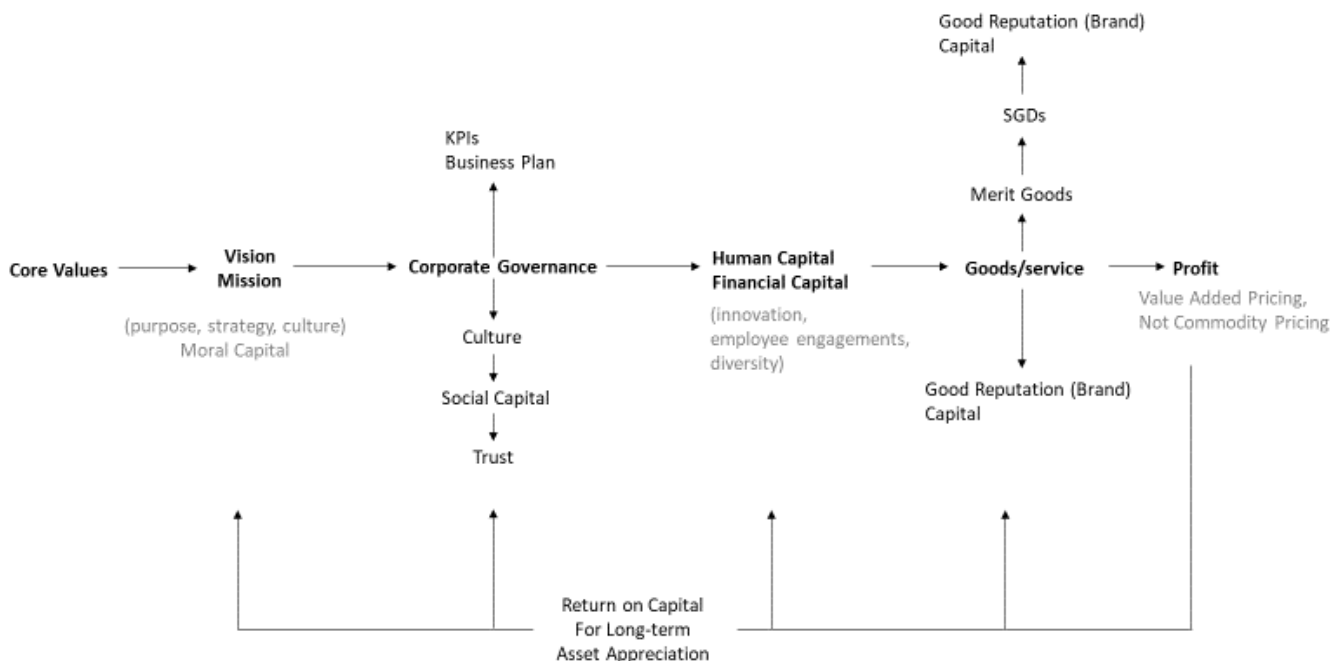 Good Reputation (Brand)
Capital
SGDs
KPIs
Business Plan
Merit Goods
Core Values
Vision
Mission
(purpose, strategy, culture)
Moral Capital
Corporate Governance
Culture
Social Capital
Trust
Human Capital
Financial Capital
(innovation,
employee engagements,
diversity)
Goods/service
Good Reputation (Brand)
Capital
Profit
Value Added Pricing,
Not Commodity Pricing
Return on Capital
For Long-term
Asset Appreciation